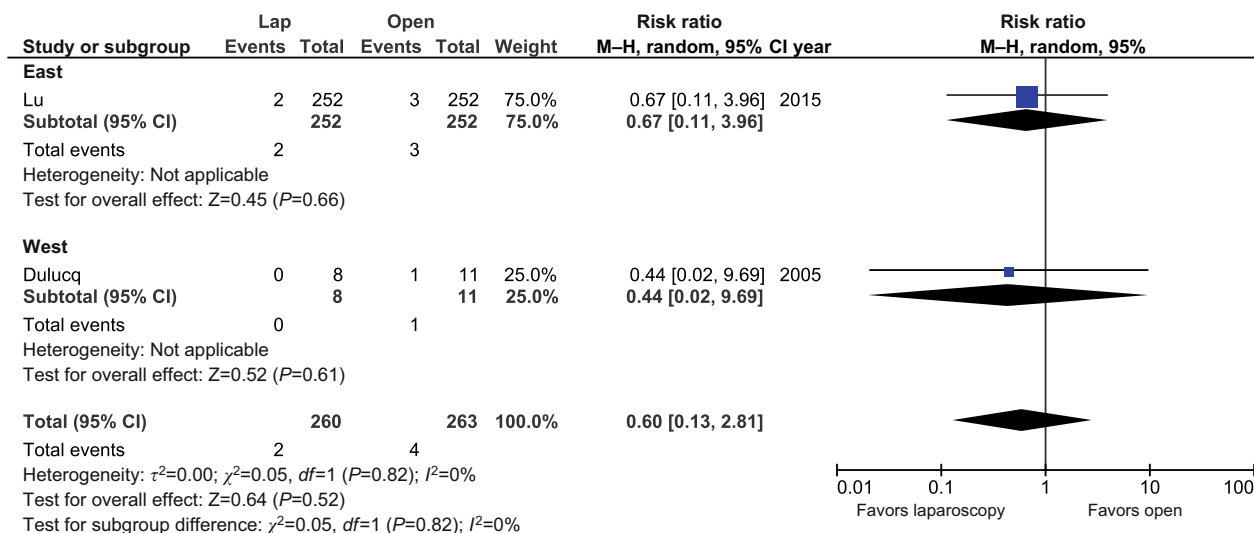 Lap Open Risk ratio Risk ratio
Study or subgroup Events Total Events Total Weight M–H, random, 95% CI year M–H, random, 95%
East
Lu 2 252 3 252 75.0% 0.67 [0.11, 3.96] 2015
Subtotal (95% CI) 252 252 75.0% 0.67 [0.11, 3.96]
Total events 2 3
Heterogeneity: Not applicable
Test for overall effect: Z=0.45 (P=0.66)
West
Dulucq 0 8 1 11 25.0% 0.44 [0.02, 9.69] 2005
Subtotal (95% CI) 8 11 25.0% 0.44 [0.02, 9.69]
Total events 0 1
Heterogeneity: Not applicable
Test for overall effect: Z=0.52 (P=0.61)
Total (95% CI) 260 263 100.0% 0.60 [0.13, 2.81]
Total events 2 4
Heterogeneity: τ²=0.00; χ²=0.05, df=1 (P=0.82); I²=0%
Test for overall effect: Z=0.64 (P=0.52)
Test for subgroup difference: χ²=0.05, df=1 (P=0.82); I²=0%
0.01 0.1 1 10 100
Favors laparoscopy Favors open